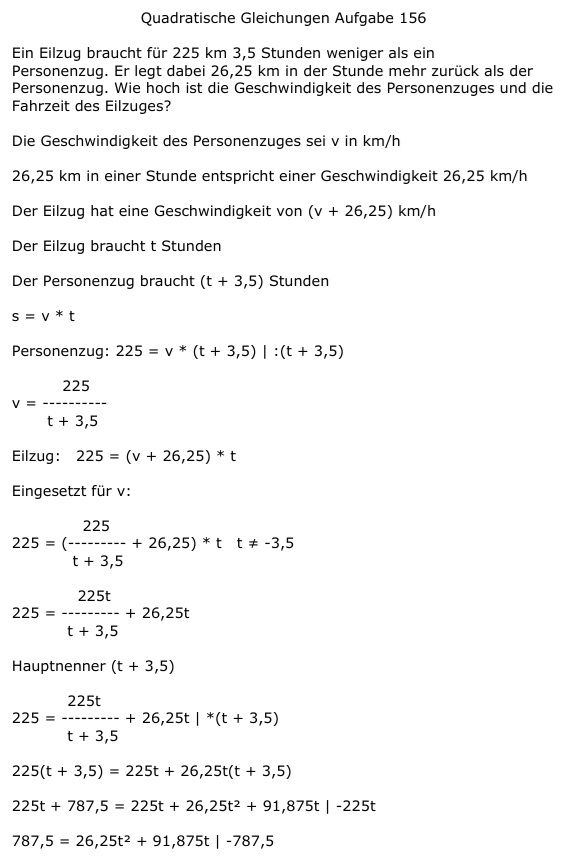 Quadratische Gleichungen Aufgabe 156
Ein Eilzug braucht für 225 km 3,5 Stunden weniger als ein
Personenzug. Er legt dabei 26,25 km in der Stunde mehr zurück als der
Personenzug. Wie hoch ist die Geschwindigkeit des Personenzuges und die
Fahrzeit des Eilzuges?
Die Geschwindigkeit des Personenzuges sei v in km/h
26,25 km in einer Stunde entspricht einer Geschwindigkeit 26,25 km/h
Der Eilzug hat eine Geschwindigkeit von (v + 26,25) km/h
Der Eilzug braucht t Stunden
Der Personenzug braucht (t + 3,5) Stunden
s = v * t
Personenzug: 225 = v * (t + 3,5) | :(t + 3,5)
225
v = ----------
t + 3,5
Eilzug: 225 = (v + 26,25) * t
Eingesetzt für v:
225
225 = (--------- + 26,25) * t t ≠ -3,5
t + 3,5
225t
225 = --------- + 26,25t
t + 3,5
Hauptnenner (t + 3,5)
225t
225 = --------- + 26,25t | *(t + 3,5)
t + 3,5
225(t + 3,5) = 225t + 26,25t(t + 3,5)
225t + 787,5 = 225t + 26,25t² + 91,875t | -225t
787,5 = 26,25t² + 91,875t | -787,5